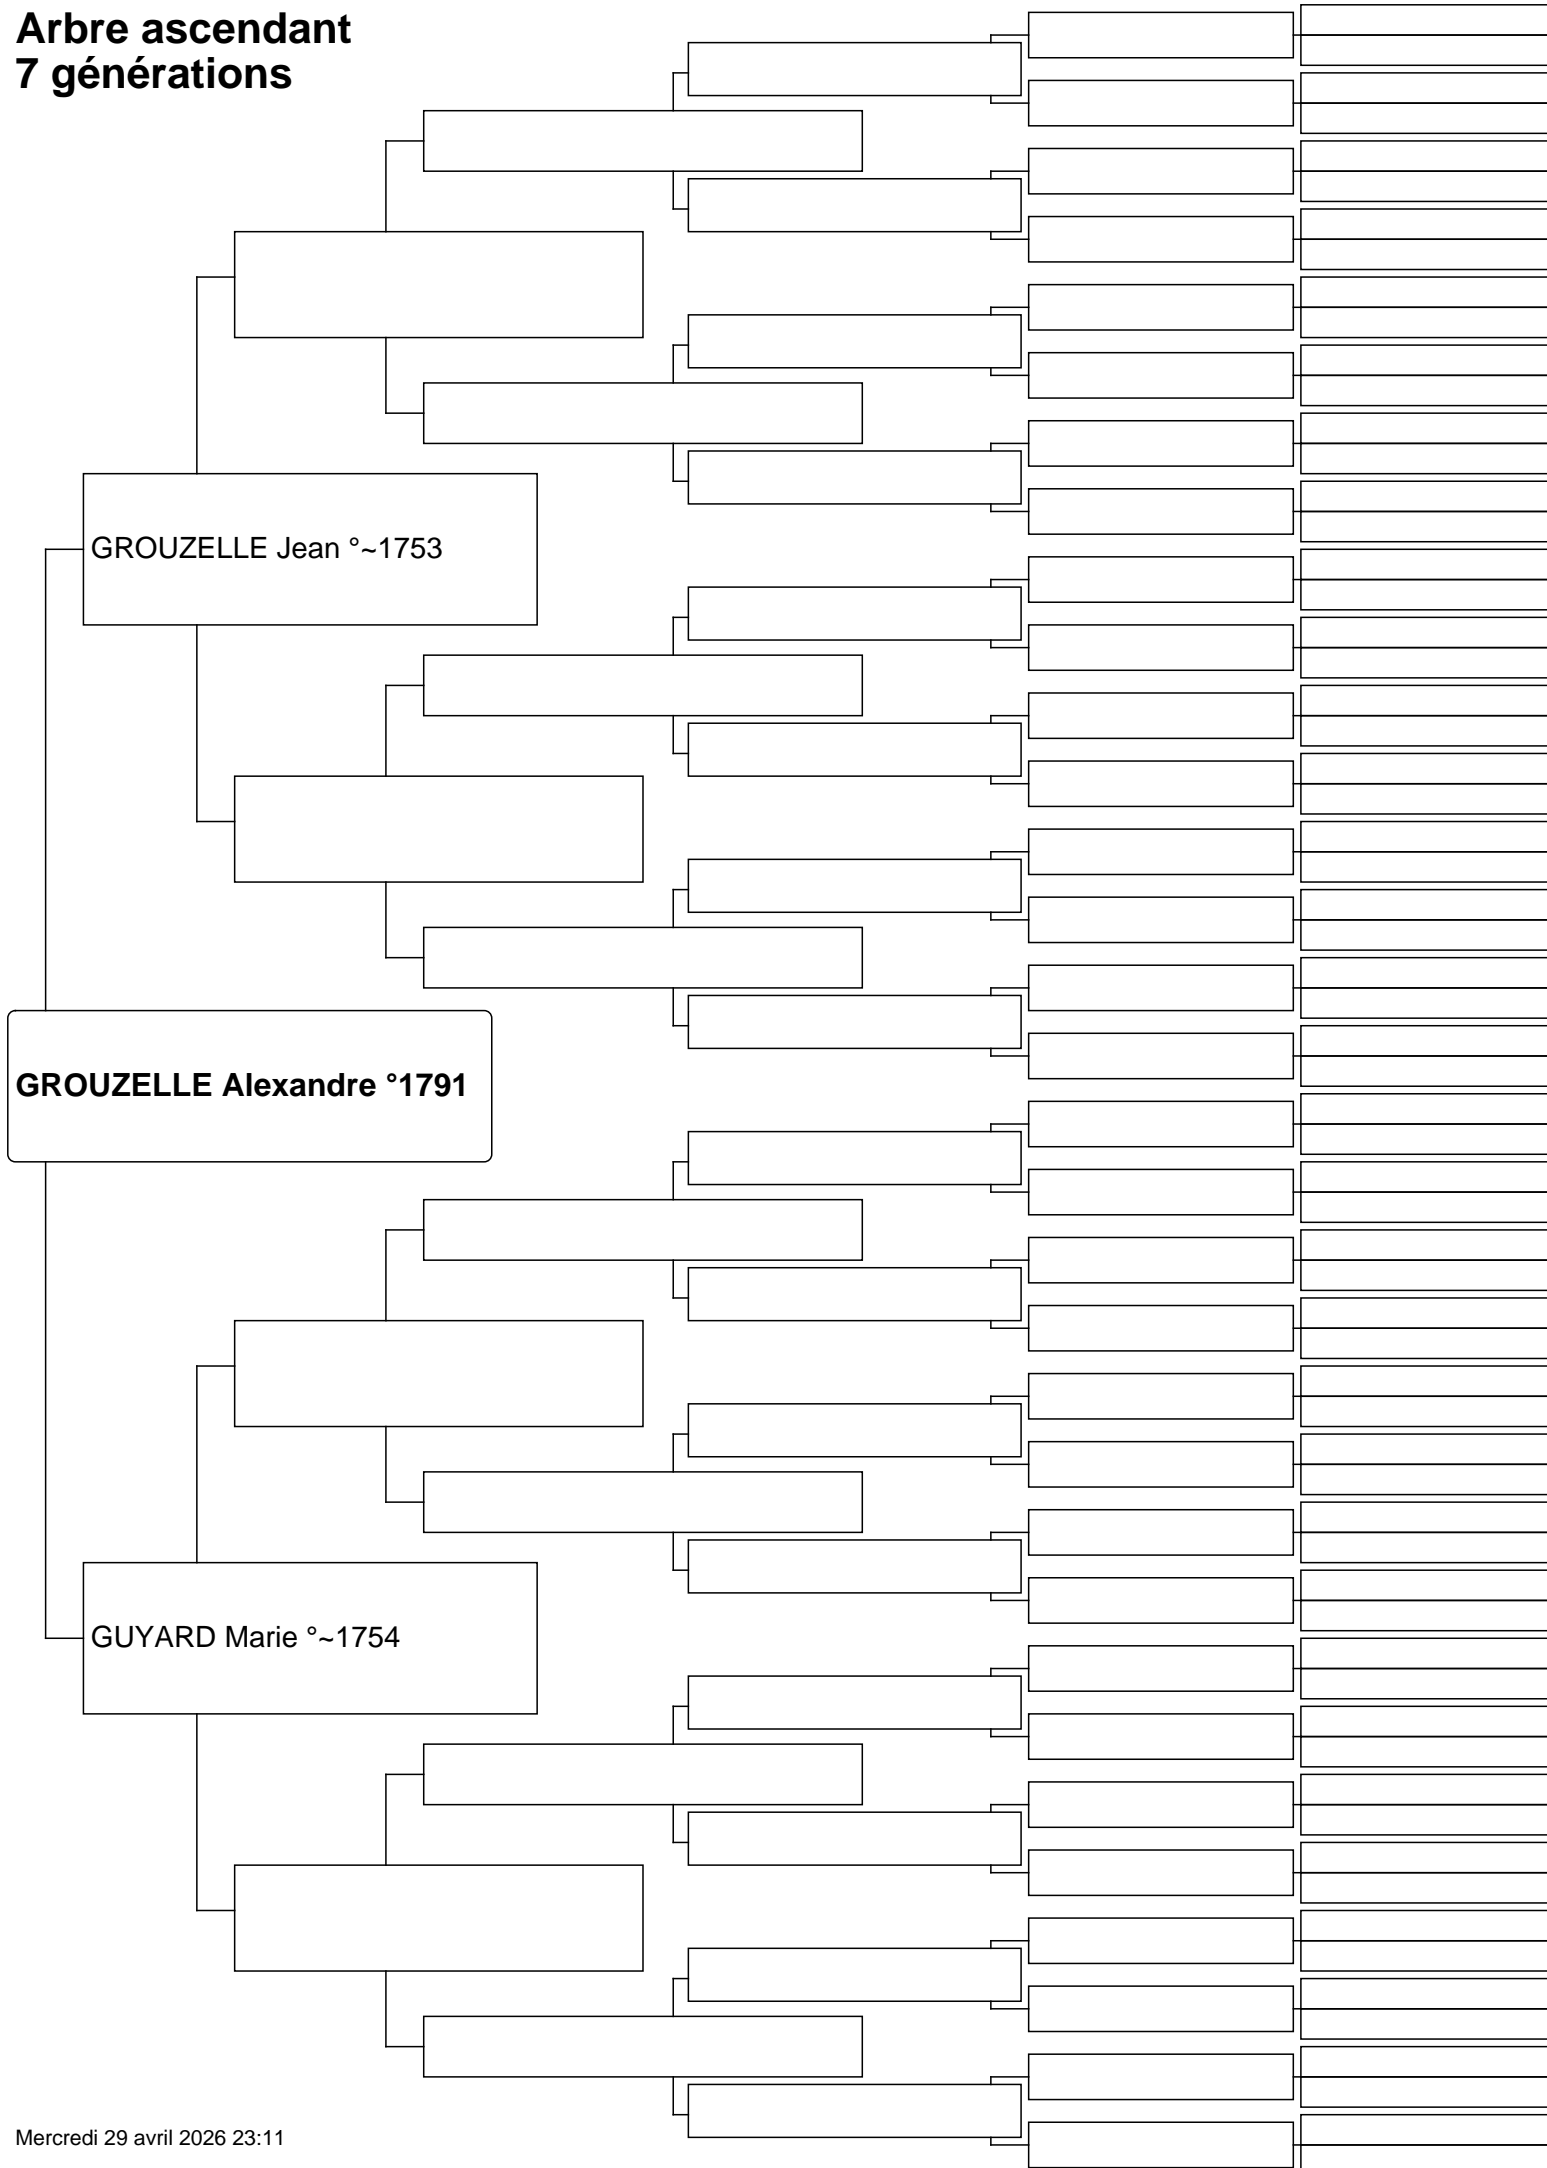 Arbre ascendant
7 générations
GROUZELLE Jean °~1753
GROUZELLE Alexandre °1791
GUYARD Marie °~1754
Mercredi 29 avril 2026 23:11